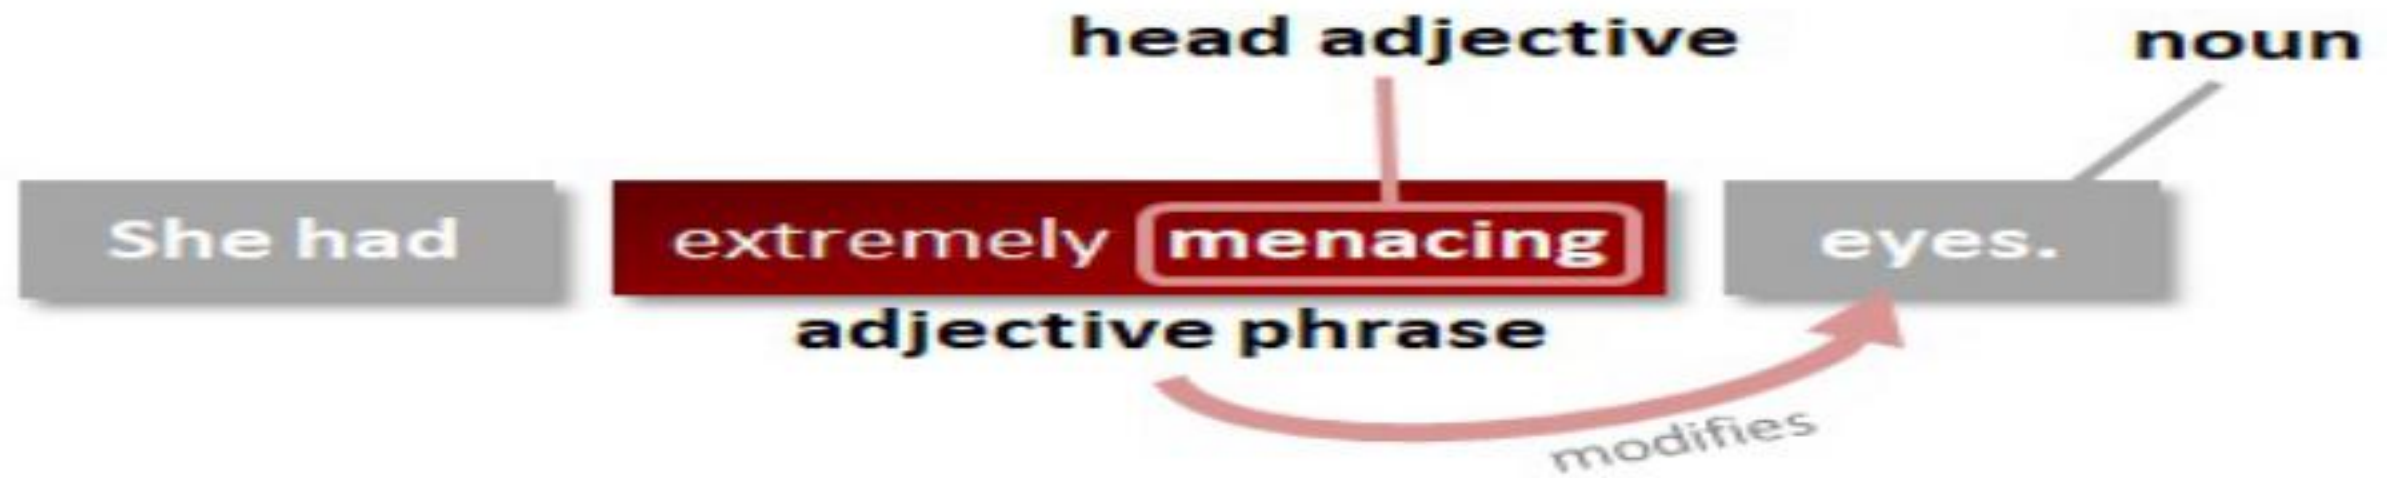 head adjective noun
She had extremely menacing eyes.
adjective phrase
modifies